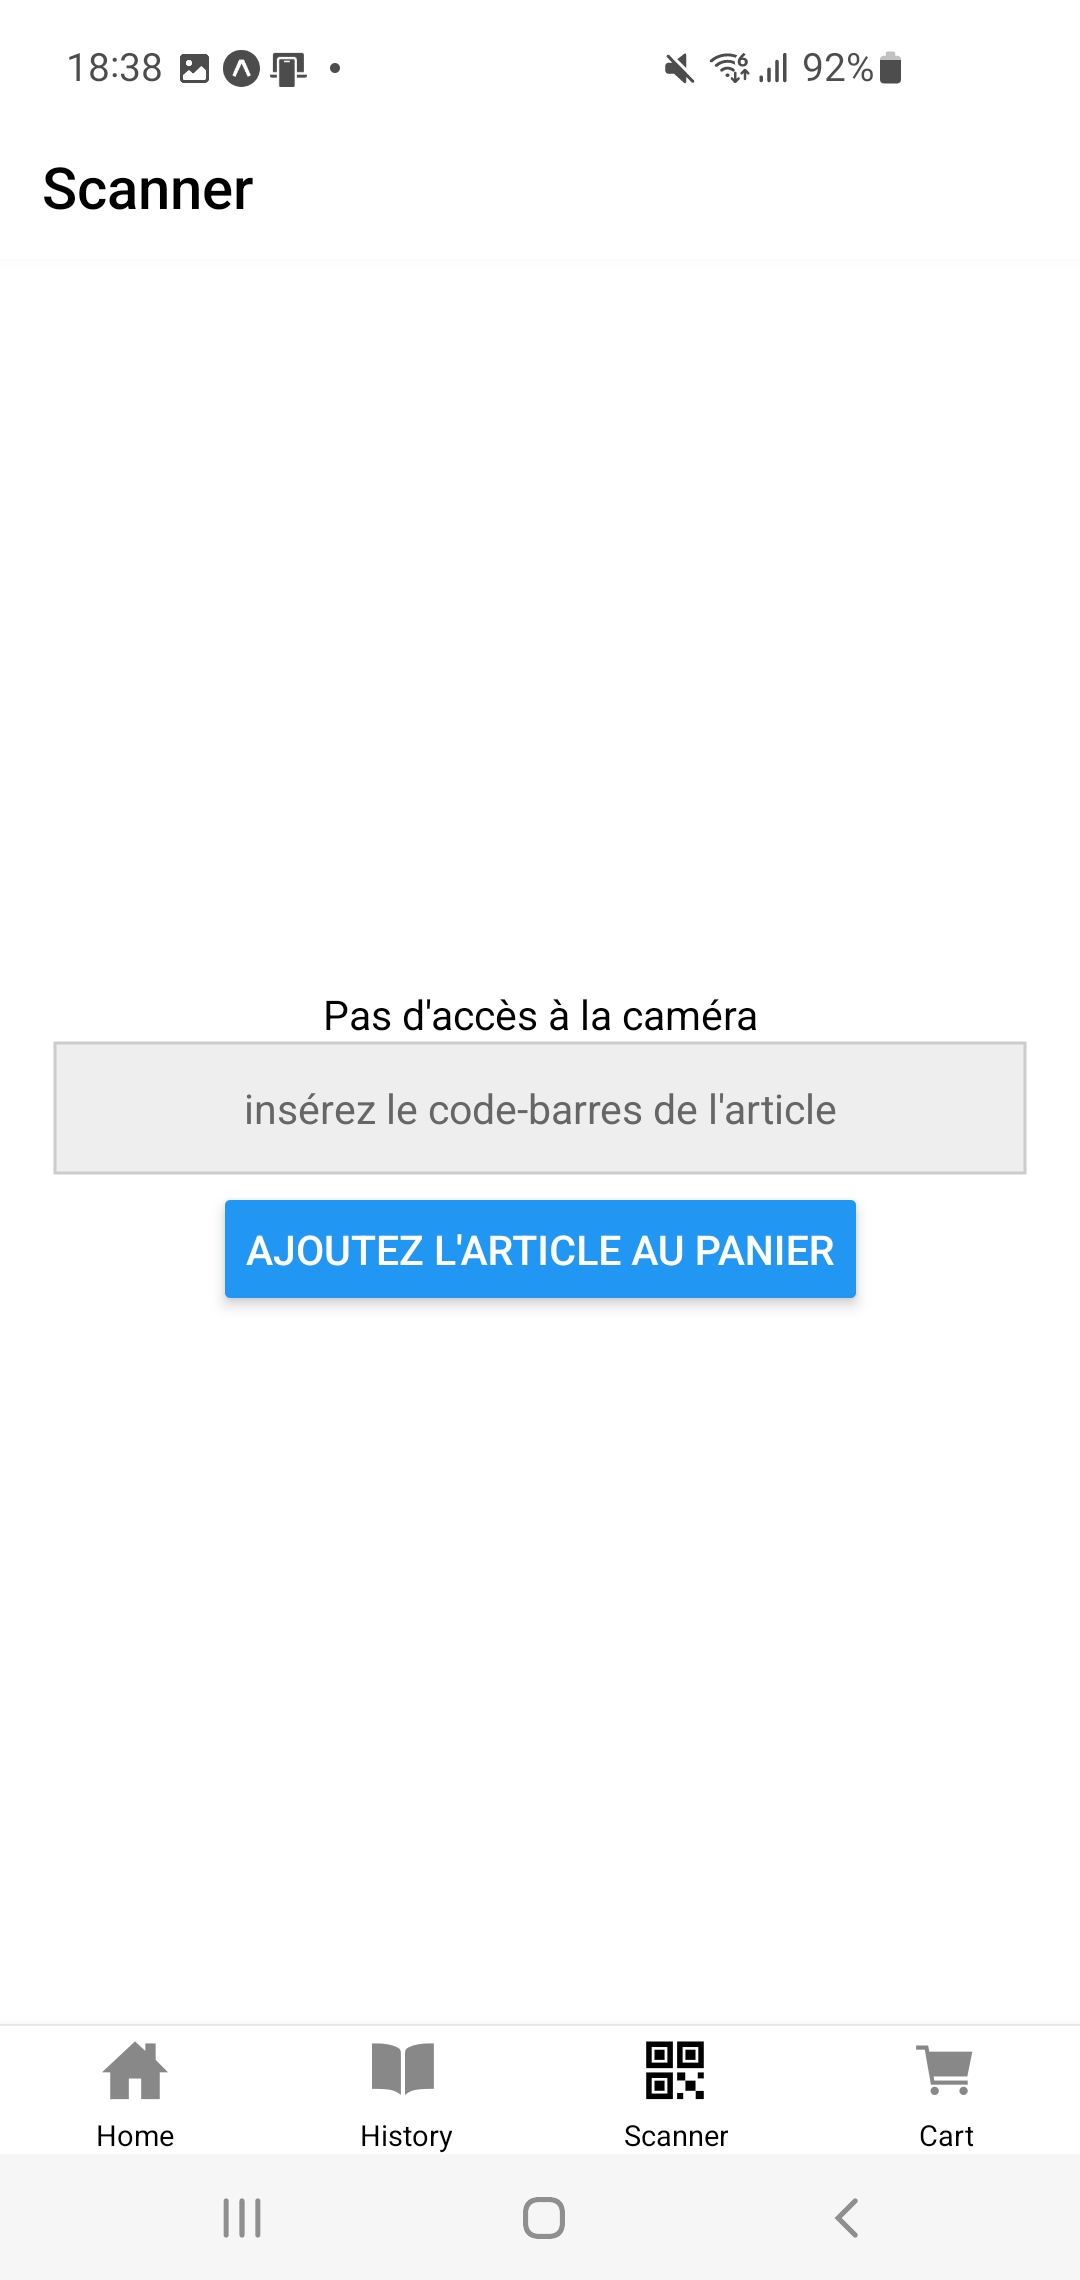 18:38
92%
Scanner
Pas d'accès à la caméra
insérez le code-barres de l'article
AJOUTEZ L'ARTICLE AU PANIER
Home
History
Scanner
Cart